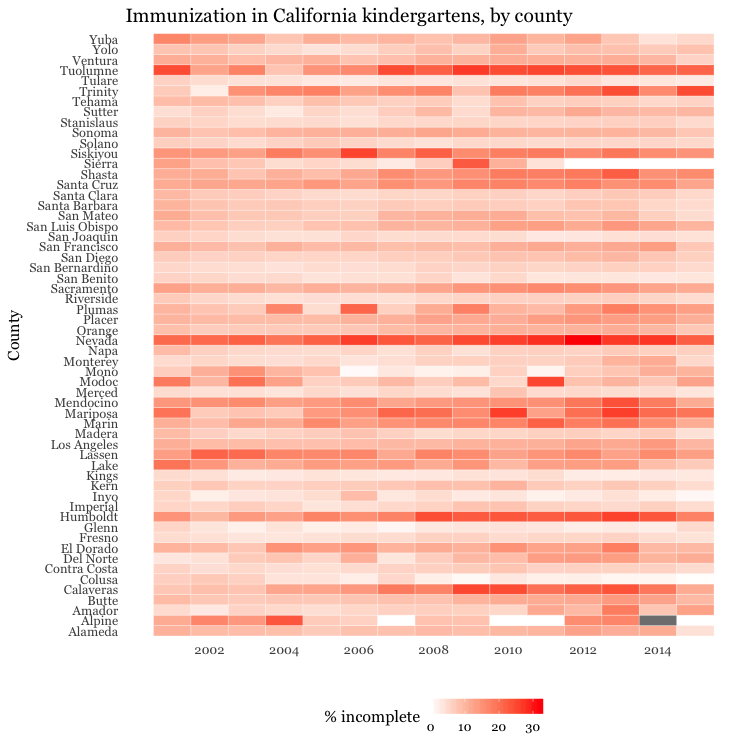 Immunization in California kindergartens, by county
County
Yuba
Yolo
Ventura
Tuolumne
Tulare
Trinity
Tehama
Sutter
Stanislaus
Sonoma
Solano
Siskiyou
Sierra
Shasta
Santa Cruz
Santa Clara
Santa Barbara
San Mateo
San Luis Obispo
San Joaquin
San Francisco
San Diego
San Bernardino
San Benito
Sacramento
Riverside
Plumas
Placer
Orange
Nevada
Napa
Monterey
Mono
Modoc
Merced
Mendocino
Mariposa
Marin
Madera
Los Angeles
Lassen
Lake
Kings
Kern
Inyo
Imperial
Humboldt
Glenn
Fresno
El Dorado
Del Norte
Contra Costa
Colusa
Calaveras
Butte
Amador
Alpine
Alameda
2002 2004 2006 2008 2010 2012 2014
% incomplete
0 10 20 30